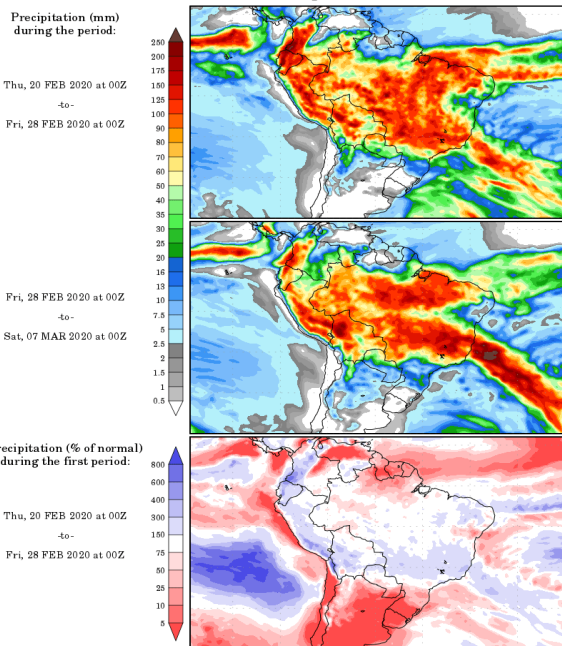 Precipitation (mm)
during the period:
Thu, 20 FEB 2020 at 00Z
-to-
Fri, 28 FEB 2020 at 00Z
250
200
175
150
125
100
90
80
70
60
50
40
35
30
25
20
16
13
10
7.5
5
2.5
2
1.5
1
0.5
Fri, 28 FEB 2020 at 00Z
-to-
Sat, 07 MAR 2020 at 00Z
recipitation (% of normal)
during the first period:
Thu, 20 FEB 2020 at 00Z
-to-
Fri, 28 FEB 2020 at 00Z
800
600
400
300
150
75
50
25
10
5